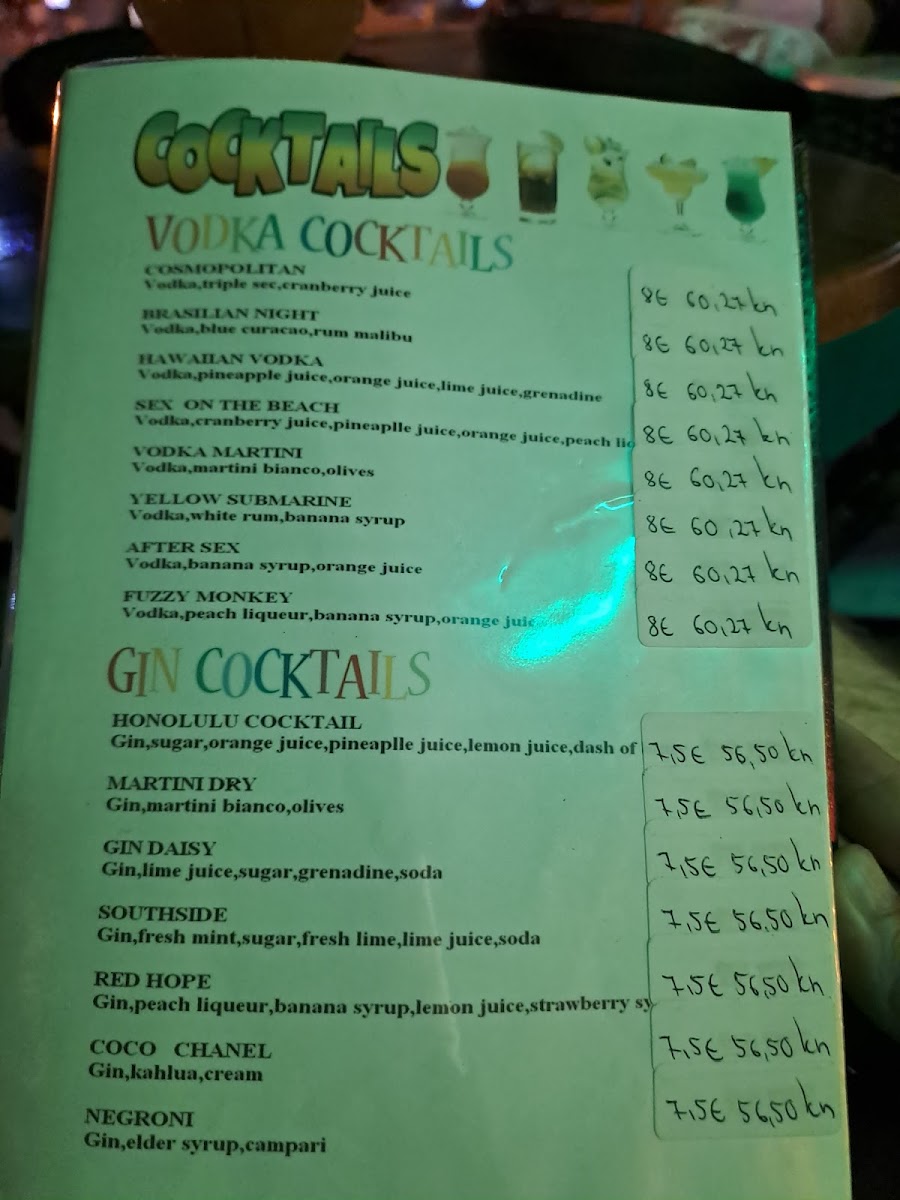 COCKTAILS
VODKA COCKTAILS
COSMOPOLITAN
Vodka,triple sec,cranberry juice
8€ 60,27 kn
BRASILIAN NIGHT
Vodka,blue curacao,rum malibu
8€ 60,27 kn
HAWAIIAN VODKA
Vodka,pineapple juice,orange juice,lime juice,grenadine
8€ 60,27 kn
SEX ON THE BEACH
Vodka,cranberry juice,pineaplle juice,orange juice,peach
8€ 60,27 kn
VODKA MARTINI
Vodka,martini bianco,olives
8€ 60,27 kn
YELLOW SUBMARINE
Vodka,white rum,banana syrup
8€ 60,27 kn
AFTER SEX
Vodka,banana syrup,orange juice
8€ 60,27 kn
FUZZY MONKEY
Vodka,peach liqueur,banana syrup,orange juic
8€ 60,27 kn
GIN COCKTAILS
HONOLULU COCKTAIL
Gin,sugar,orange juice,pineaplle juice,lemon juice,dash of
7,5€ 56,50 kn
MARTINI DRY
Gin,martini bianco,olives
7,5€ 56,50 kn
GIN DAISY
Gin,lime juice,sugar,grenadine,soda
7,5€ 56,50 kn
SOUTHSIDE
Gin,fresh mint,sugar,fresh lime,lime juice,soda
7,5€ 56,50 kn
RED HOPE
Gin,peach liqueur,banana syrup,lemon juice,strawberry sy
7,5€ 56,50 kn
COCO CHANEL
Gin,kahlua,cream
7,5€ 56,50 kn
NEGRONI
Gin,elder syrup,campari
7,5€ 56,50 kn